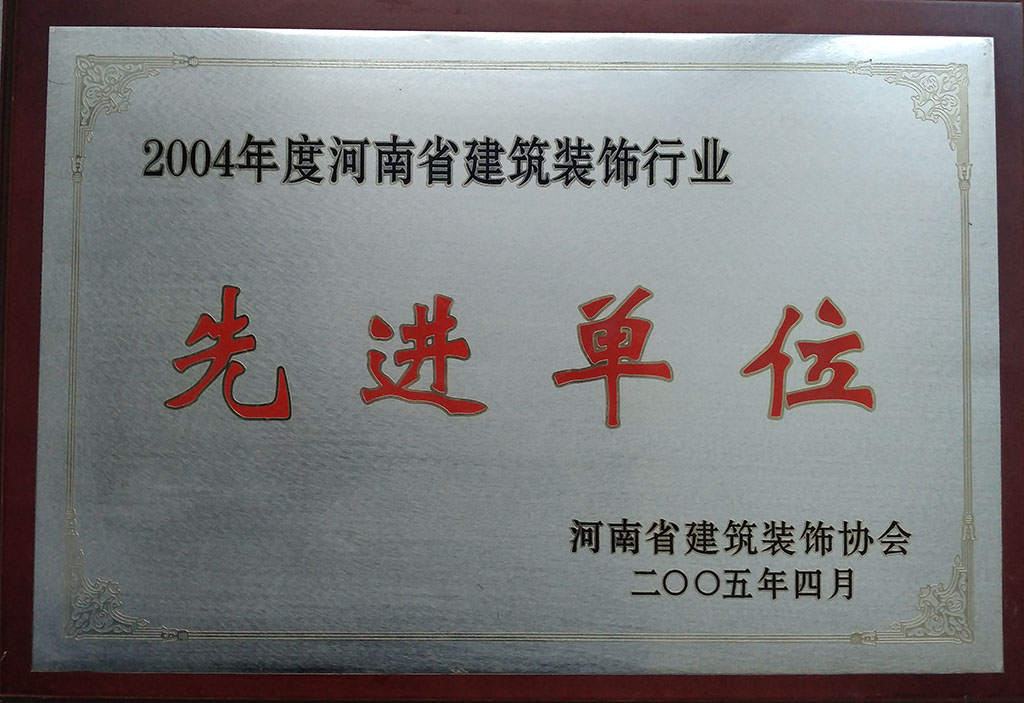 2004年度河南省建筑装饰行业
先进单位
河南省建筑装饰协会
二〇〇五年四月